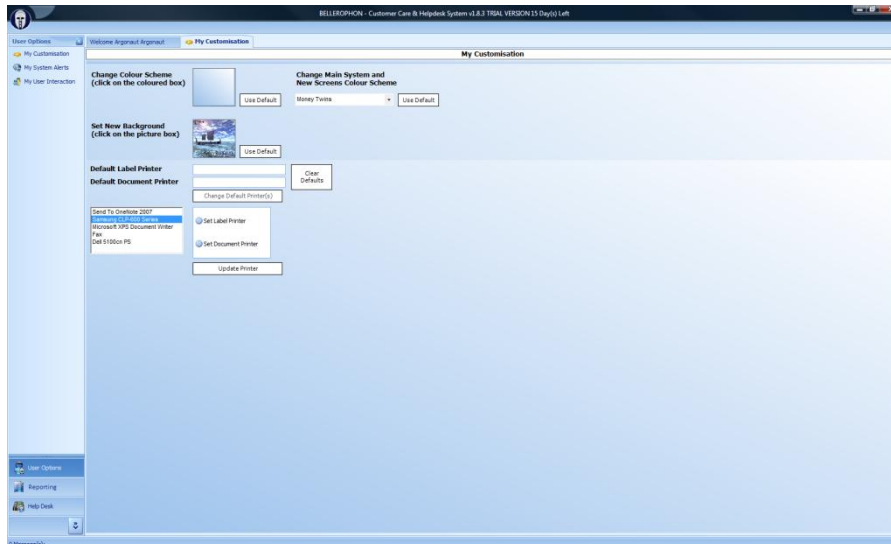 BELLEROPHON - Customer Care & Helpdesk System v1.8.3 TRIAL VERSION 15 Day(s) Left
User Options
Welcome Argonaut Argonaut
My Customisation
My Customisation
My Customisation
My System Alerts
My User Interaction
Change Colour Scheme
(click on the coloured box)
Use Default
Change Main System and
New Screens Colour Scheme
Money Twins
Use Default
Set New Background
(click on the picture box)
Use Default
Default Label Printer
Default Document Printer
Clear
Defaults
Change Default Printer(s)
Send To OneNote 2007
Samsung CLP-600 Series
Microsoft XPS Document Writer
Fax
Dell 5100cn PS
Set Label Printer
Set Document Printer
Update Printer
User Options
Reporting
Help Desk